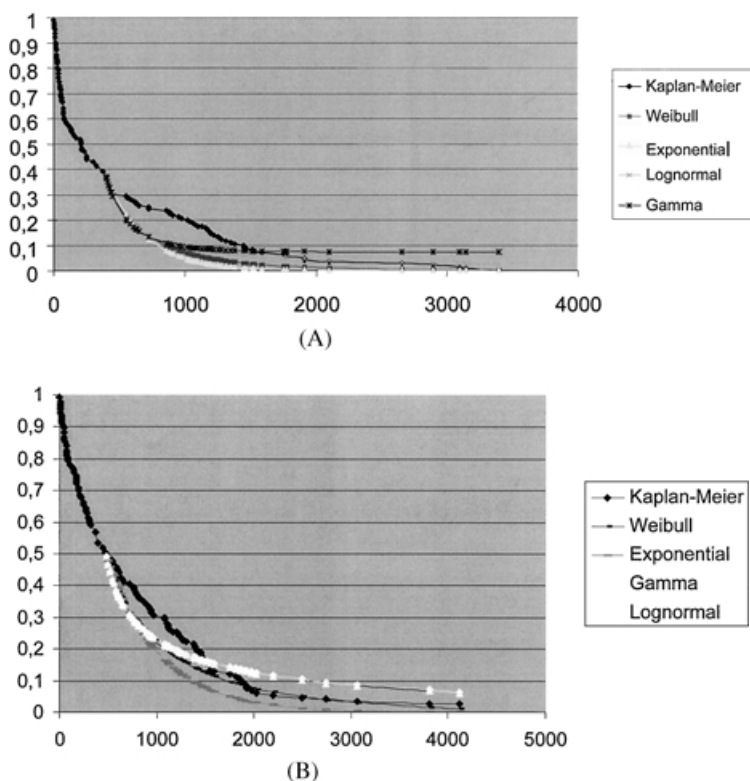 1
0,9
0,8
0,7
0,6
0,5
0,4
0,3
0,2
0,1
0
0 1000 2000 3000 4000
Kaplan-Meier
Weibull
Exponential
Lognormal
Gamma
(A)
1
0,9
0,8
0,7
0,6
0,5
0,4
0,3
0,2
0,1
0
0 1000 2000 3000 4000 5000
Kaplan-Meier
Weibull
Exponential
Gamma
Lognormal
(B)